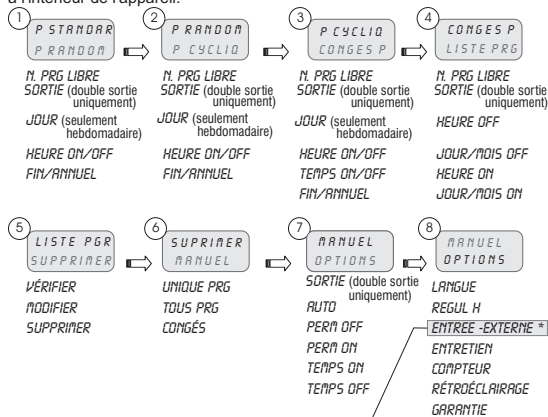 à l'intérieur de l'appareil.
1
P STANDAR
P RANDOM
N. PRG LIBRE
SORTIE (double sortie
uniquement)
JOUR (seulement
hebdomadaire)
HEURE ON/OFF
FIN/ANNUEL
2
P RANDOM
P CYCLIQ
N. PRG LIBRE
SORTIE (double sortie
uniquement)
JOUR (seulement
hebdomadaire)
HEURE ON/OFF
FIN/ANNUEL
3
P CYCLIQ
CONGES P
N. PRG LIBRE
SORTIE (double sortie
uniquement)
JOUR (seulement
hebdomadaire)
HEURE ON/OFF
TEMPS ON/OFF
FIN/ANNUEL
4
CONGES P
LISTE PRG
N. PRG LIBRE
SORTIE (double sortie
uniquement)
HEURE OFF
JOUR/MOIS OFF
HEURE ON
JOUR/MOIS ON
5
LISTE PGR
SUPRIMER
VÉRIFIER
MODIFIER
SUPPRIMER
6
SUPRIMER
MANUEL
UNIQUE PRG
TOUS PRG
CONGÉS
7
MANUEL
OPTIONS
SORTIE (double sortie
uniquement)
AUTO
PERM OFF
PERM ON
TEMPS ON
TEMPS OFF
8
MANUEL
OPTIONS
LANGUE
REGUL H
ENTREE -EXTERNE *
ENTRETIEN
COMPTEUR
RÉTROÉCLAIRAGE
GARANTIE